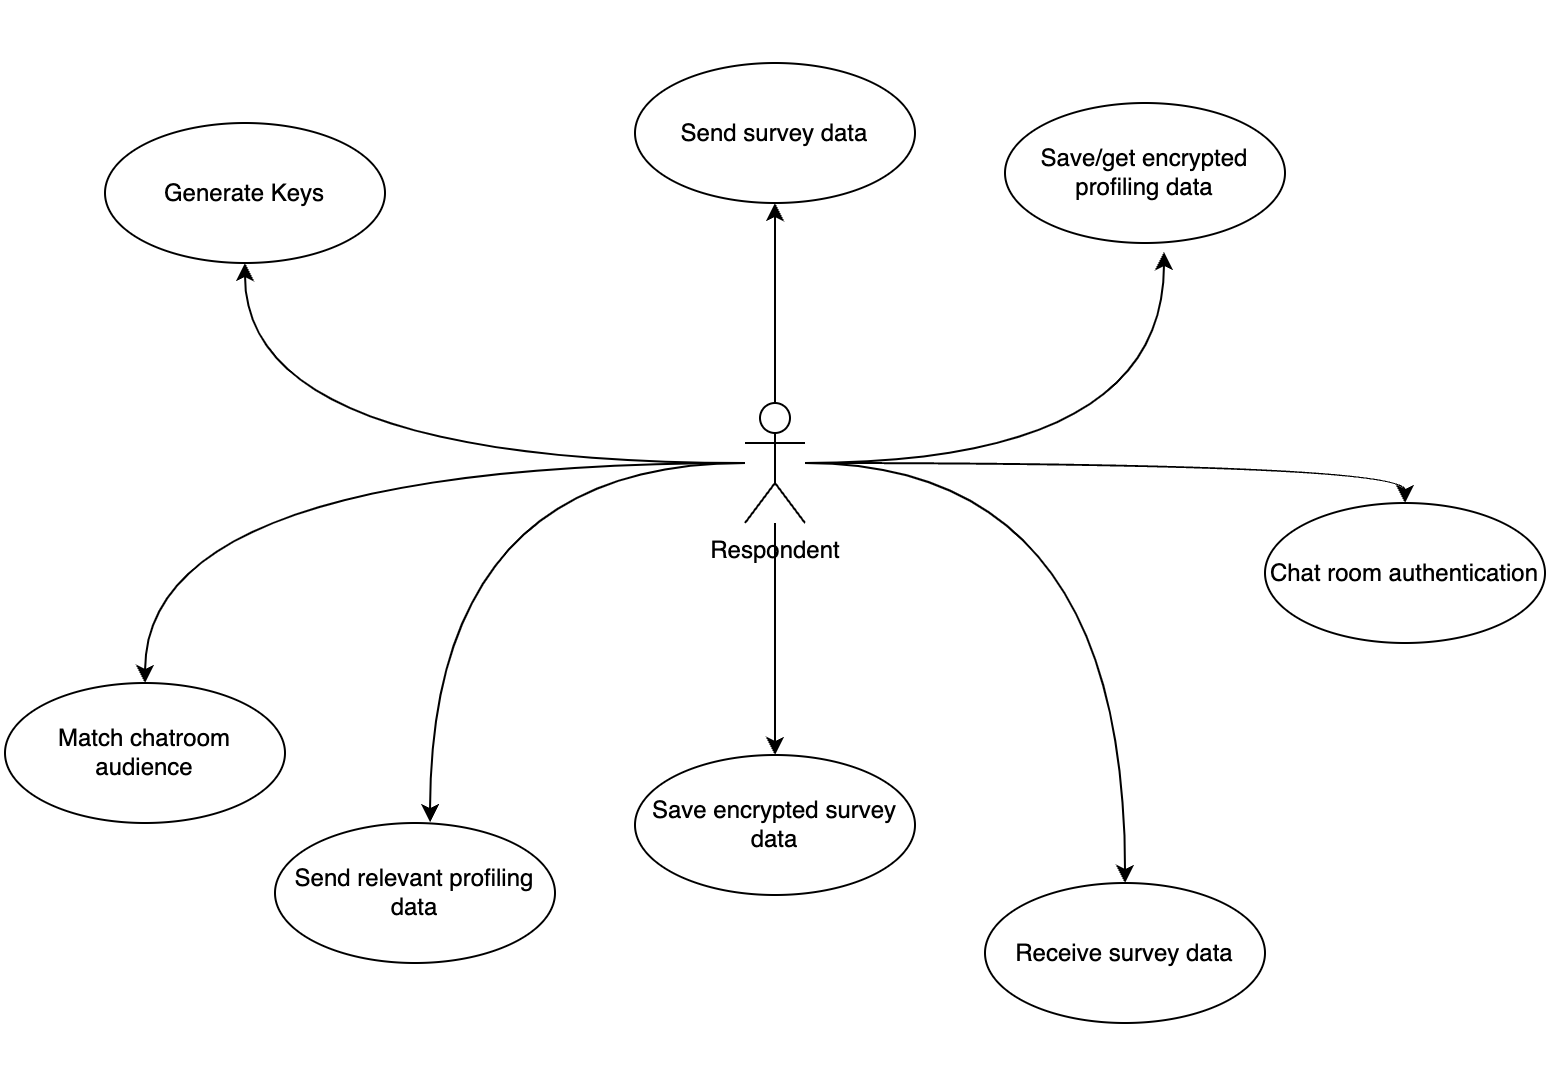 Send survey data
Save/get encrypted
profiling data
Generate Keys
Respondent
Chat room authentication
Match chatroom
audience
Save encrypted survey
data
Send relevant profiling
data
Receive survey data